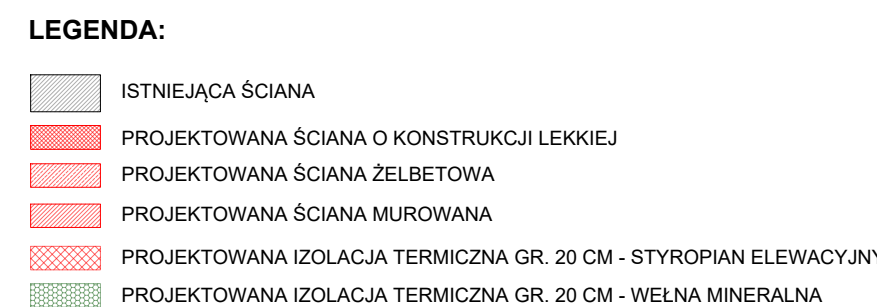 LEGENDA:
ISTNIEJĄCA ŚCIANA
PROJEKTOWANA ŚCIANA O KONSTRUKCJI LEKKIEJ
PROJEKTOWANA ŚCIANA ŻELBETOWA
PROJEKTOWANA ŚCIANA MUROWANA
PROJEKTOWANA IZOLACJA TERMICZNA GR. 20 CM - STYROPIAN ELEWACYJNY
PROJEKTOWANA IZOLACJA TERMICZNA GR. 20 CM - WEŁNA MINERALNA